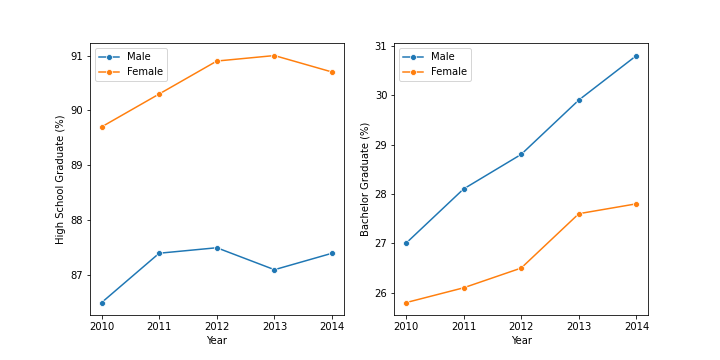 Male
Female
91
90
89
88
87
High School Graduate (%)
2010 2011 2012 2013 2014
Year
Male
Female
31
30
29
28
27
26
Bachelor Graduate (%)
2010 2011 2012 2013 2014
Year